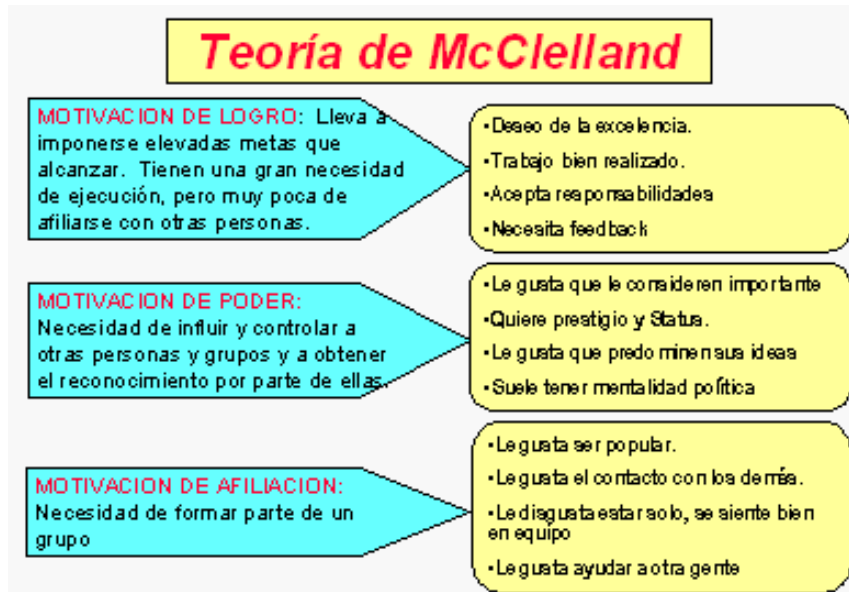 Teoría de McClelland
MOTIVACION DE LOGRO: Lleva a
imponerse elevadas metas que
alcanzar. Tienen una gran necesidad
de ejecución, pero muy poca de
afiliarse con otras personas.
•Deseo de la excelencia.
•Trabajo bien realizado.
•Acepta responsabilidades
•Necesita feedback
MOTIVACION DE PODER:
Necesidad de influir y controlar a
otras personas y grupos y a obtener
el reconocimiento por parte de ellas.
•Le gusta que le consideren importante
•Quiere prestigio y Status.
•Le gusta que predominen sus ideas
•Suele tener mentalidad política
MOTIVACION DE AFILIACION:
Necesidad de formar parte de un
grupo
•Le gusta ser popular.
•Le gusta el contacto con los demás.
•Le disgusta estar solo, se siente bien
en equipo
•Le gusta ayudar a otra gente